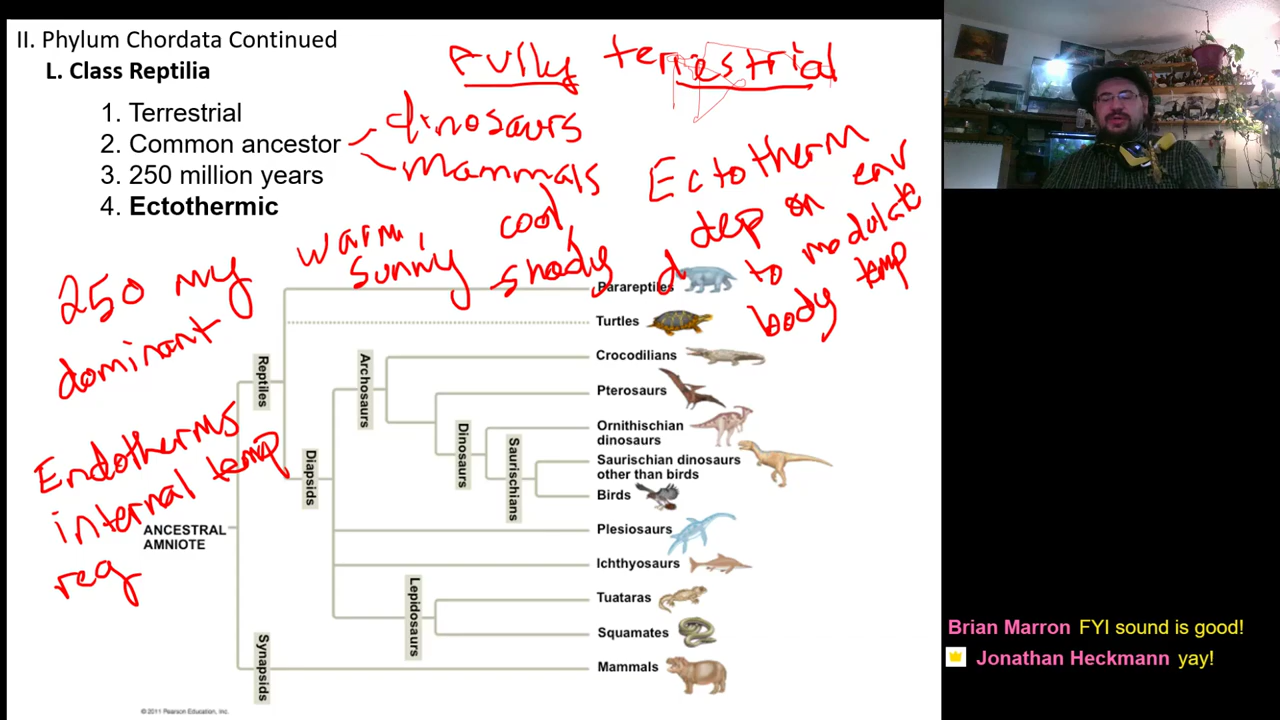 II. Phylum Chordata Continued
L. Class Reptilia
1. Terrestrial
2. Common ancestor
3. 250 million years
4. Ectothermic
Fully terrestrial
dinosaurs
mammals
Ectotherm
dep on env
to modulate
body temp
warm,
sunny
cool,
shady
250 my
dominant
Endotherms
internal temp
reg
ANCESTRAL
AMNIOTE
Reptiles
Synapsids
Diapsids
Archosaurs
Lepidosaurs
Dinosaurs
Saurischians
Parareptiles
Turtles
Crocodilians
Pterosaurs
Ornithischian
dinosaurs
Saurischian dinosaurs
other than birds
Birds
Plesiosaurs
Ichthyosaurs
Tuataras
Squamates
Mammals
©2011 Pearson Education, Inc.
Brian Marron FYI sound is good!
Jonathan Heckmann yay!